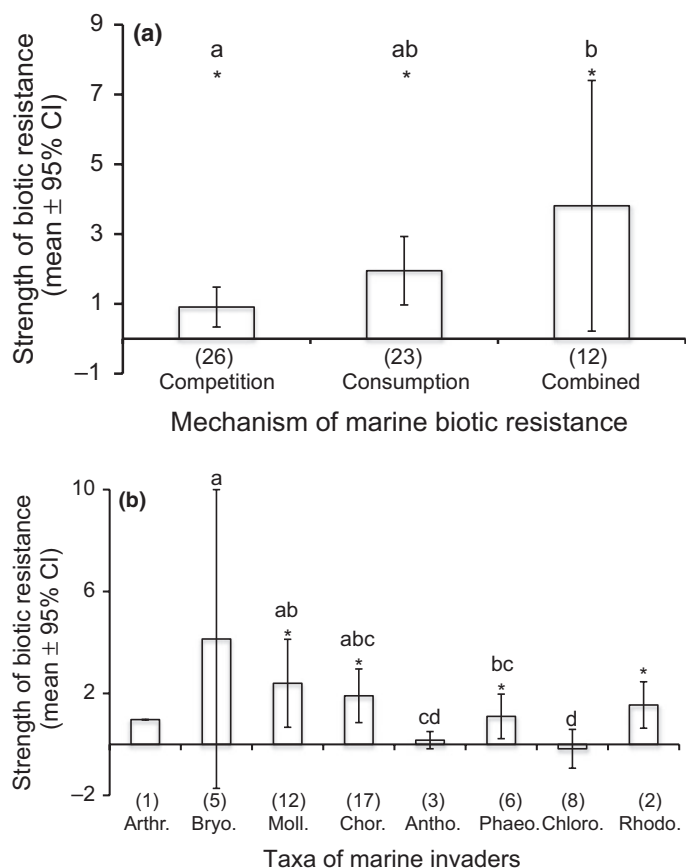 (a)
9
7
5
3
1
–1
Strength of biotic resistance
(mean ± 95% CI)
a
*
ab
*
b
*
(26)
(23)
(12)
Competition
Consumption
Combined
Mechanism of marine biotic resistance
(b)
10
6
2
–2
Strength of biotic resistance
(mean ± 95% CI)
a
ab
*
abc
*
cd
bc
*
d
*
(1)
(5)
(12)
(17)
(3)
(6)
(8)
(2)
Arthr.
Bryo.
Moll.
Chor.
Antho.
Phaeo.
Chloro.
Rhodo.
Taxa of marine invaders